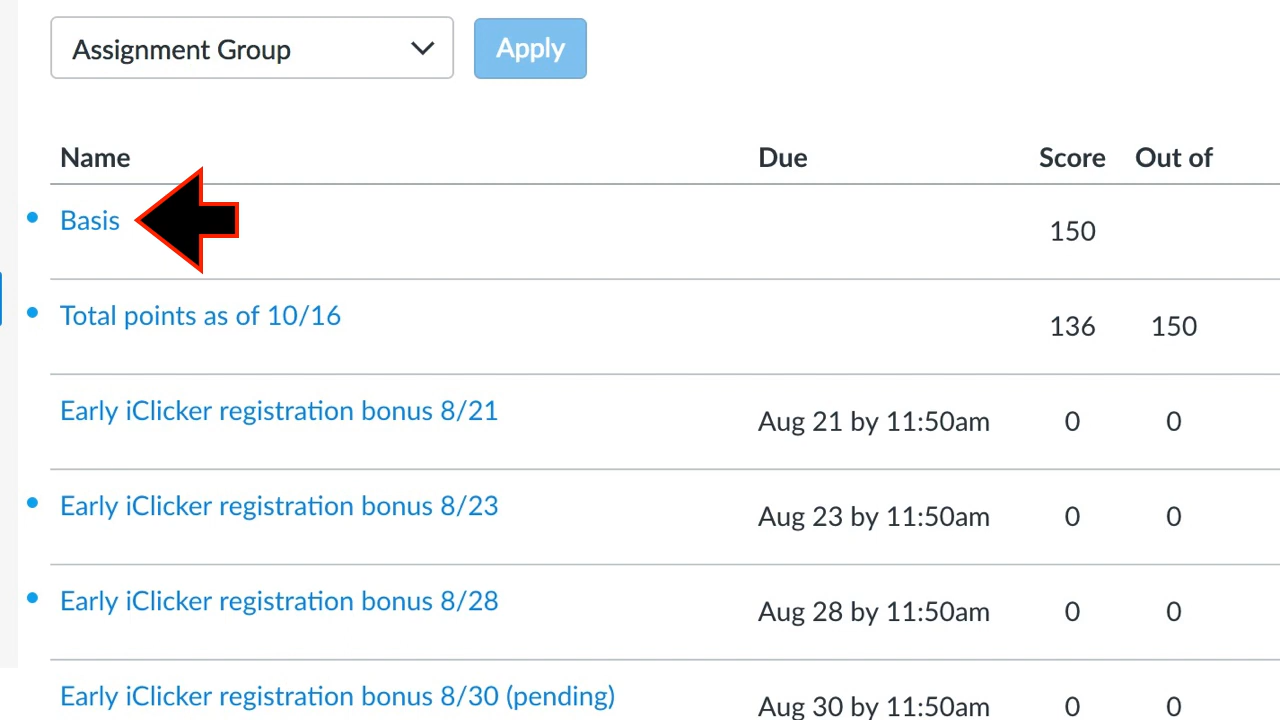 Assignment Group Apply
Name Due Score Out of
Basis 150
Total points as of 10/16 136 150
Early iClicker registration bonus 8/21 Aug 21 by 11:50am 0 0
Early iClicker registration bonus 8/23 Aug 23 by 11:50am 0 0
Early iClicker registration bonus 8/28 Aug 28 by 11:50am 0 0
Early iClicker registration bonus 8/30 (pending) Aug 30 by 11:50am 0 0